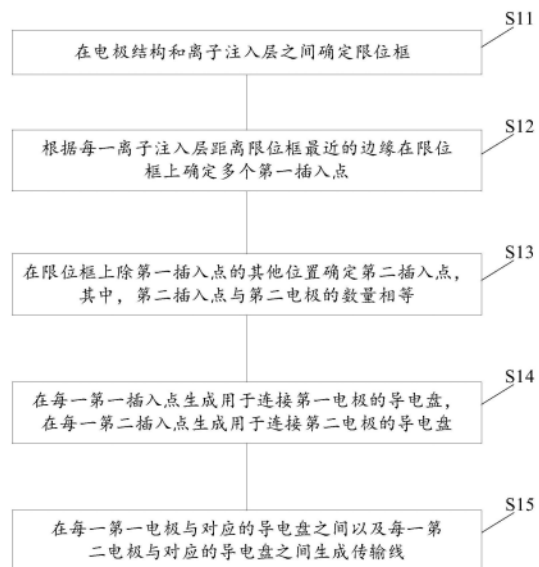 S11
在电极结构和离子注入层之间确定限位框
S12
根据每一离子注入层距离限位框最近的边缘在限位
框上确定多个第一插入点
S13
在限位框上除第一插入点的其他位置确定第二插入点，
其中，第二插入点与第二电极的数量相等
S14
在每一第一插入点生成用于连接第一电极的导电盘，
在每一第二插入点生成用于连接第二电极的导电盘
S15
在每一第一电极与对应的导电盘之间以及每一第
二电极与对应的导电盘之间生成传输线